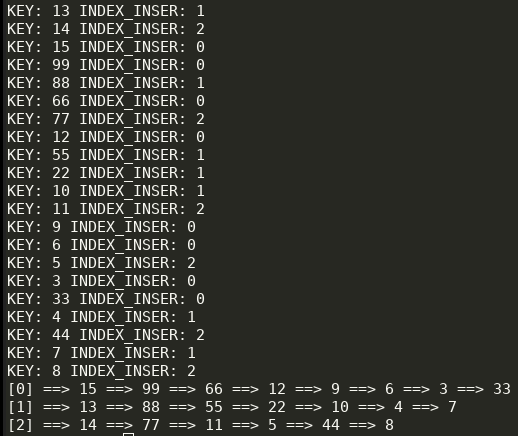 KEY: 13 INDEX_INSER: 1
KEY: 14 INDEX_INSER: 2
KEY: 15 INDEX_INSER: 0
KEY: 99 INDEX_INSER: 0
KEY: 88 INDEX_INSER: 1
KEY: 66 INDEX_INSER: 0
KEY: 77 INDEX_INSER: 2
KEY: 12 INDEX_INSER: 0
KEY: 55 INDEX_INSER: 1
KEY: 22 INDEX_INSER: 1
KEY: 10 INDEX_INSER: 1
KEY: 11 INDEX_INSER: 2
KEY: 9 INDEX_INSER: 0
KEY: 6 INDEX_INSER: 0
KEY: 5 INDEX_INSER: 2
KEY: 3 INDEX_INSER: 0
KEY: 33 INDEX_INSER: 0
KEY: 4 INDEX_INSER: 1
KEY: 44 INDEX_INSER: 2
KEY: 7 INDEX_INSER: 1
KEY: 8 INDEX_INSER: 2
[0] ==> 15 ==> 99 ==> 66 ==> 12 ==> 9 ==> 6 ==> 3 ==> 33
[1] ==> 13 ==> 88 ==> 55 ==> 22 ==> 10 ==> 4 ==> 7
[2] ==> 14 ==> 77 ==> 11 ==> 5 ==> 44 ==> 8